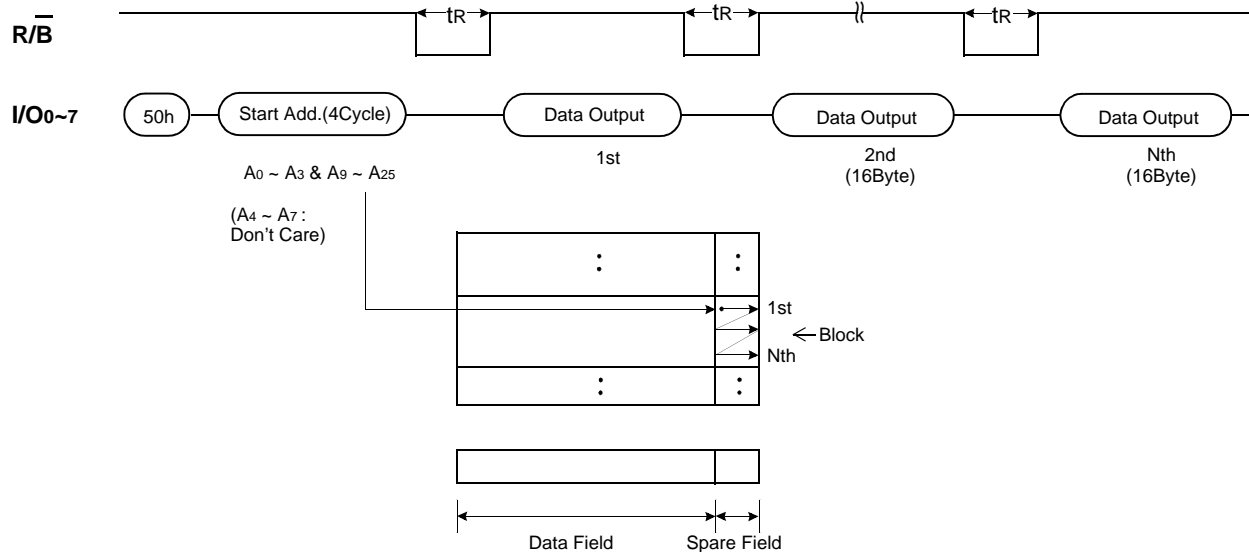 tR
tR
tR
R/B
I/O0~7
50h
Start Add.(4Cycle)
Data Output
Data Output
Data Output
1st
2nd
(16Byte)
Nth
(16Byte)
A0 ~ A3 & A9 ~ A25
(A4 ~ A7 :
Don't Care)
1st
Block
Nth
Data Field
Spare Field